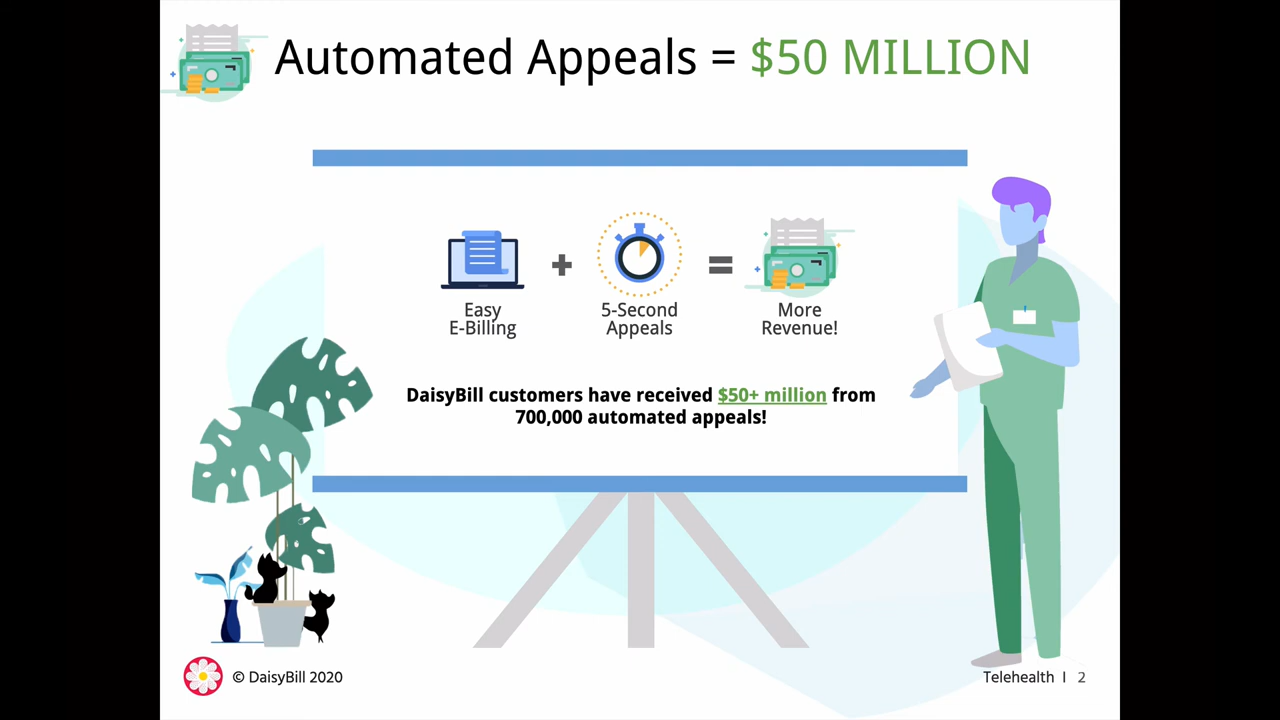 Automated Appeals = $50 MILLION
Easy
E-Billing
+
5-Second
Appeals
=
More
Revenue!
DaisyBill customers have received $50+ million from
700,000 automated appeals!
© DaisyBill 2020
Telehealth | 2